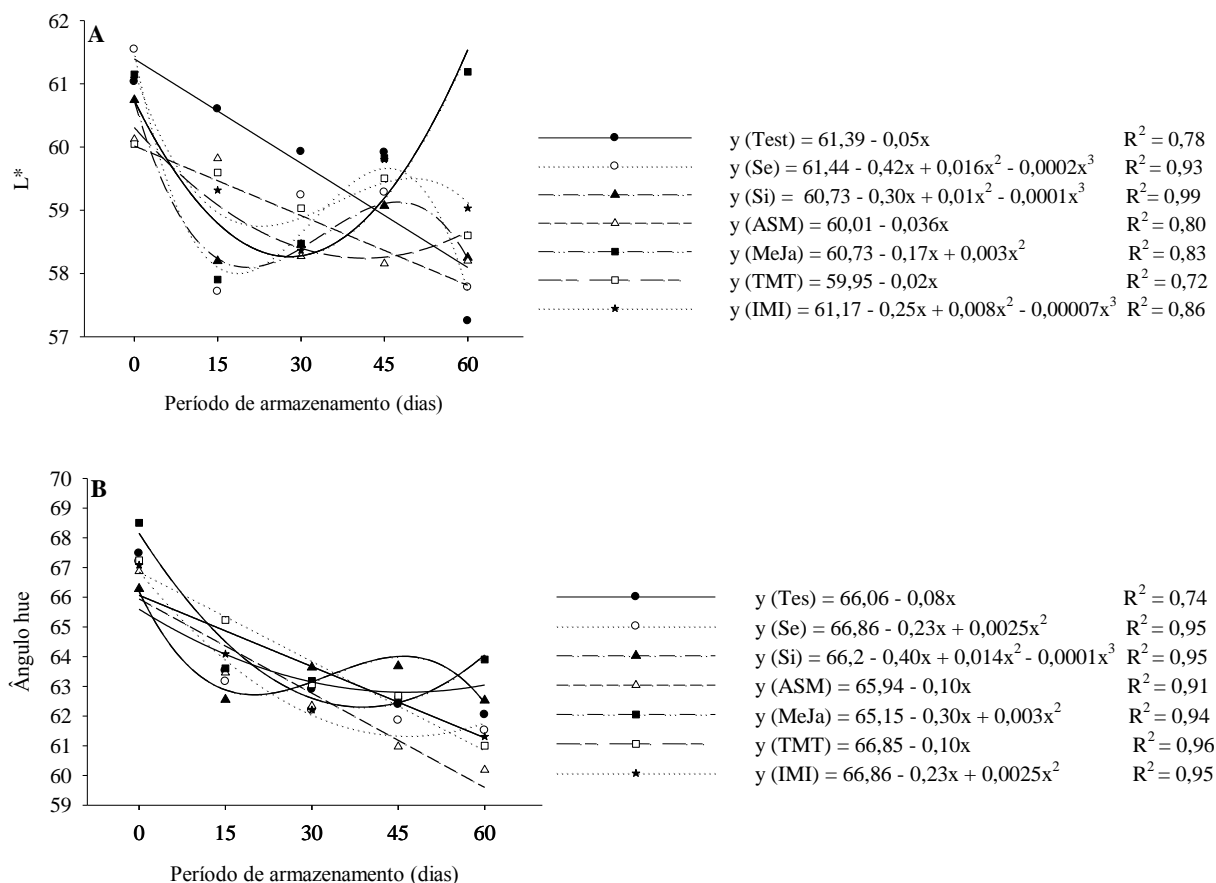 A
62
61
60
59
58
57
L*
0 15 30 45 60
Período de armazenamento (dias)
y (Test) = 61,39 - 0,05x R² = 0,78
y (Se) = 61,44 - 0,42x + 0,016x² - 0,0002x³ R² = 0,93
y (Si) = 60,73 - 0,30x + 0,01x² - 0,0001x³ R² = 0,99
y (ASM) = 60,01 - 0,036x R² = 0,80
y (MeJa) = 60,73 - 0,17x + 0,003x² R² = 0,83
y (TMT) = 59,95 - 0,02x R² = 0,72
y (IMI) = 61,17 - 0,25x + 0,008x² - 0,00007x³ R² = 0,86
B
70
69
68
67
66
65
64
63
62
61
60
59
Ângulo hue
0 15 30 45 60
Período de armazenamento (dias)
y (Tes) = 66,06 - 0,08x R² = 0,74
y (Se) = 66,86 - 0,23x + 0,0025x² R² = 0,95
y (Si) = 66,2 - 0,40x + 0,014x² - 0,0001x³ R² = 0,95
y (ASM) = 65,94 - 0,10x R² = 0,91
y (MeJa) = 65,15 - 0,30x + 0,003x² R² = 0,94
y (TMT) = 66,85 - 0,10x R² = 0,96
y (IMI) = 66,86 - 0,23x + 0,0025x² R² = 0,95